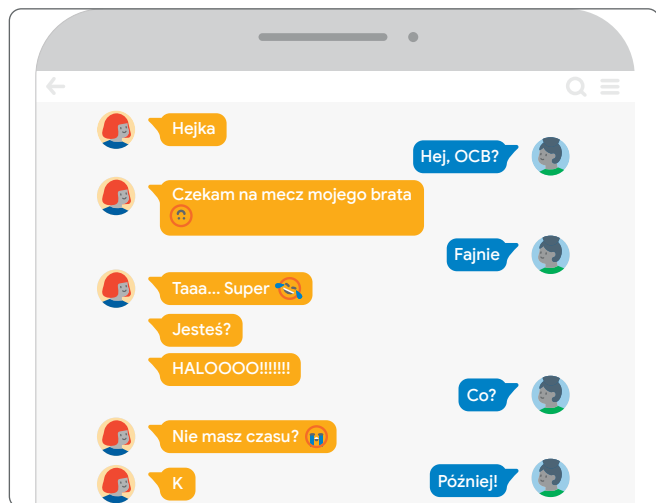 Hejka
Hej, OCB?
Czekam na mecz mojego brata
Fajnie
Taaa... Super
Jesteś?
HALOOOO!!!!!!!
Co?
Nie masz czasu?
Później!
K